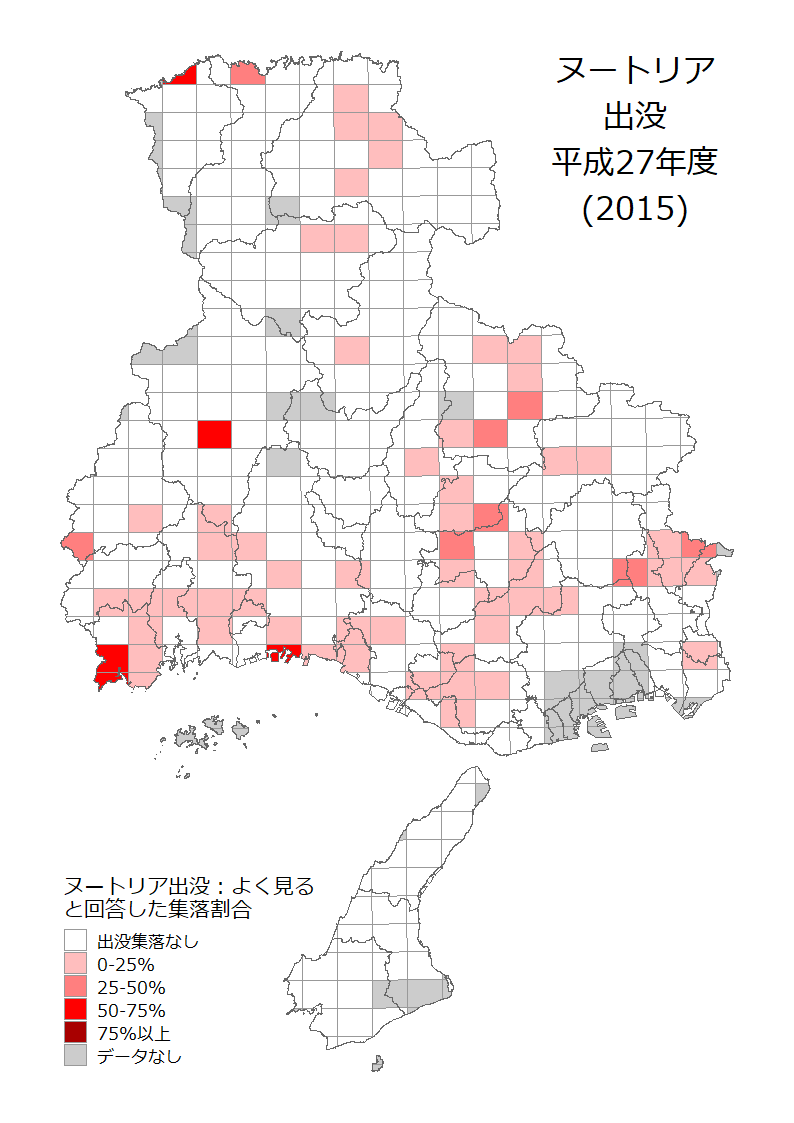 ヌートリア
出没
平成27年度
(2015)
ヌートリア出没：よく見る
と回答した集落割合
出没集落なし
0-25%
25-50%
50-75%
75%以上
データなし